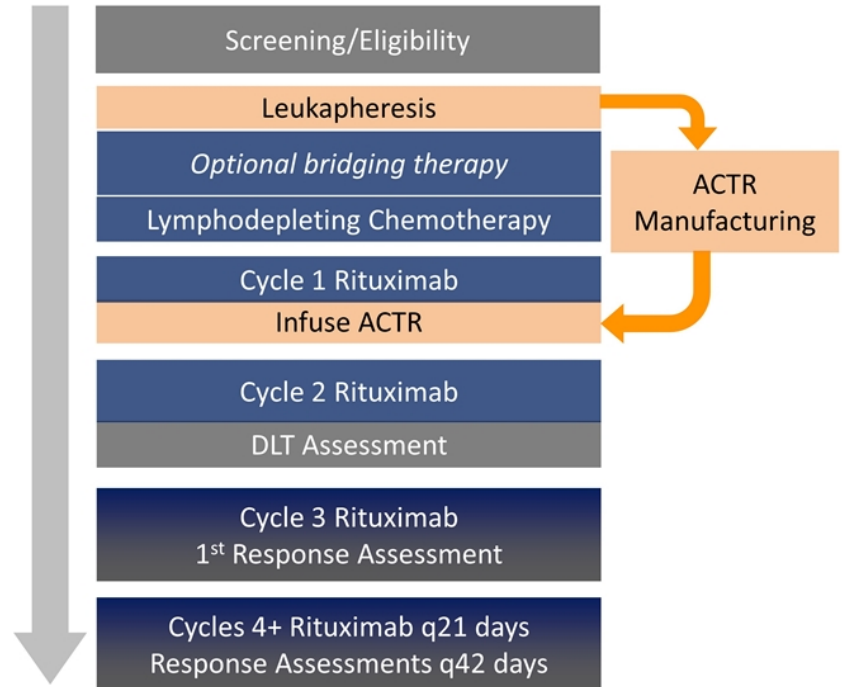 Screening/Eligibility
Leukapheresis
Optional bridging therapy
Lymphodepleting Chemotherapy
ACTR
Manufacturing
Cycle 1 Rituximab
Infuse ACTR
Cycle 2 Rituximab
DLT Assessment
Cycle 3 Rituximab
1st Response Assessment
Cycles 4+ Rituximab q21 days
Response Assessments q42 days